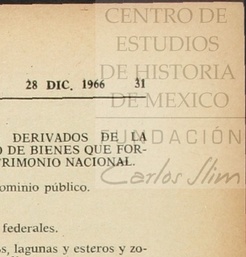 CENTRO DE
ESTUDIOS
DE HISTORIA
DE MEXICO
FUNDACIÓN
Carlos Slim
28 DIC. 1966 31
DERIVADOS DE LA
O DE BIENES QUE FOR-
TRIMONIO NACIONAL.
ominio público.
federales.
s, lagunas y esteros y zo-